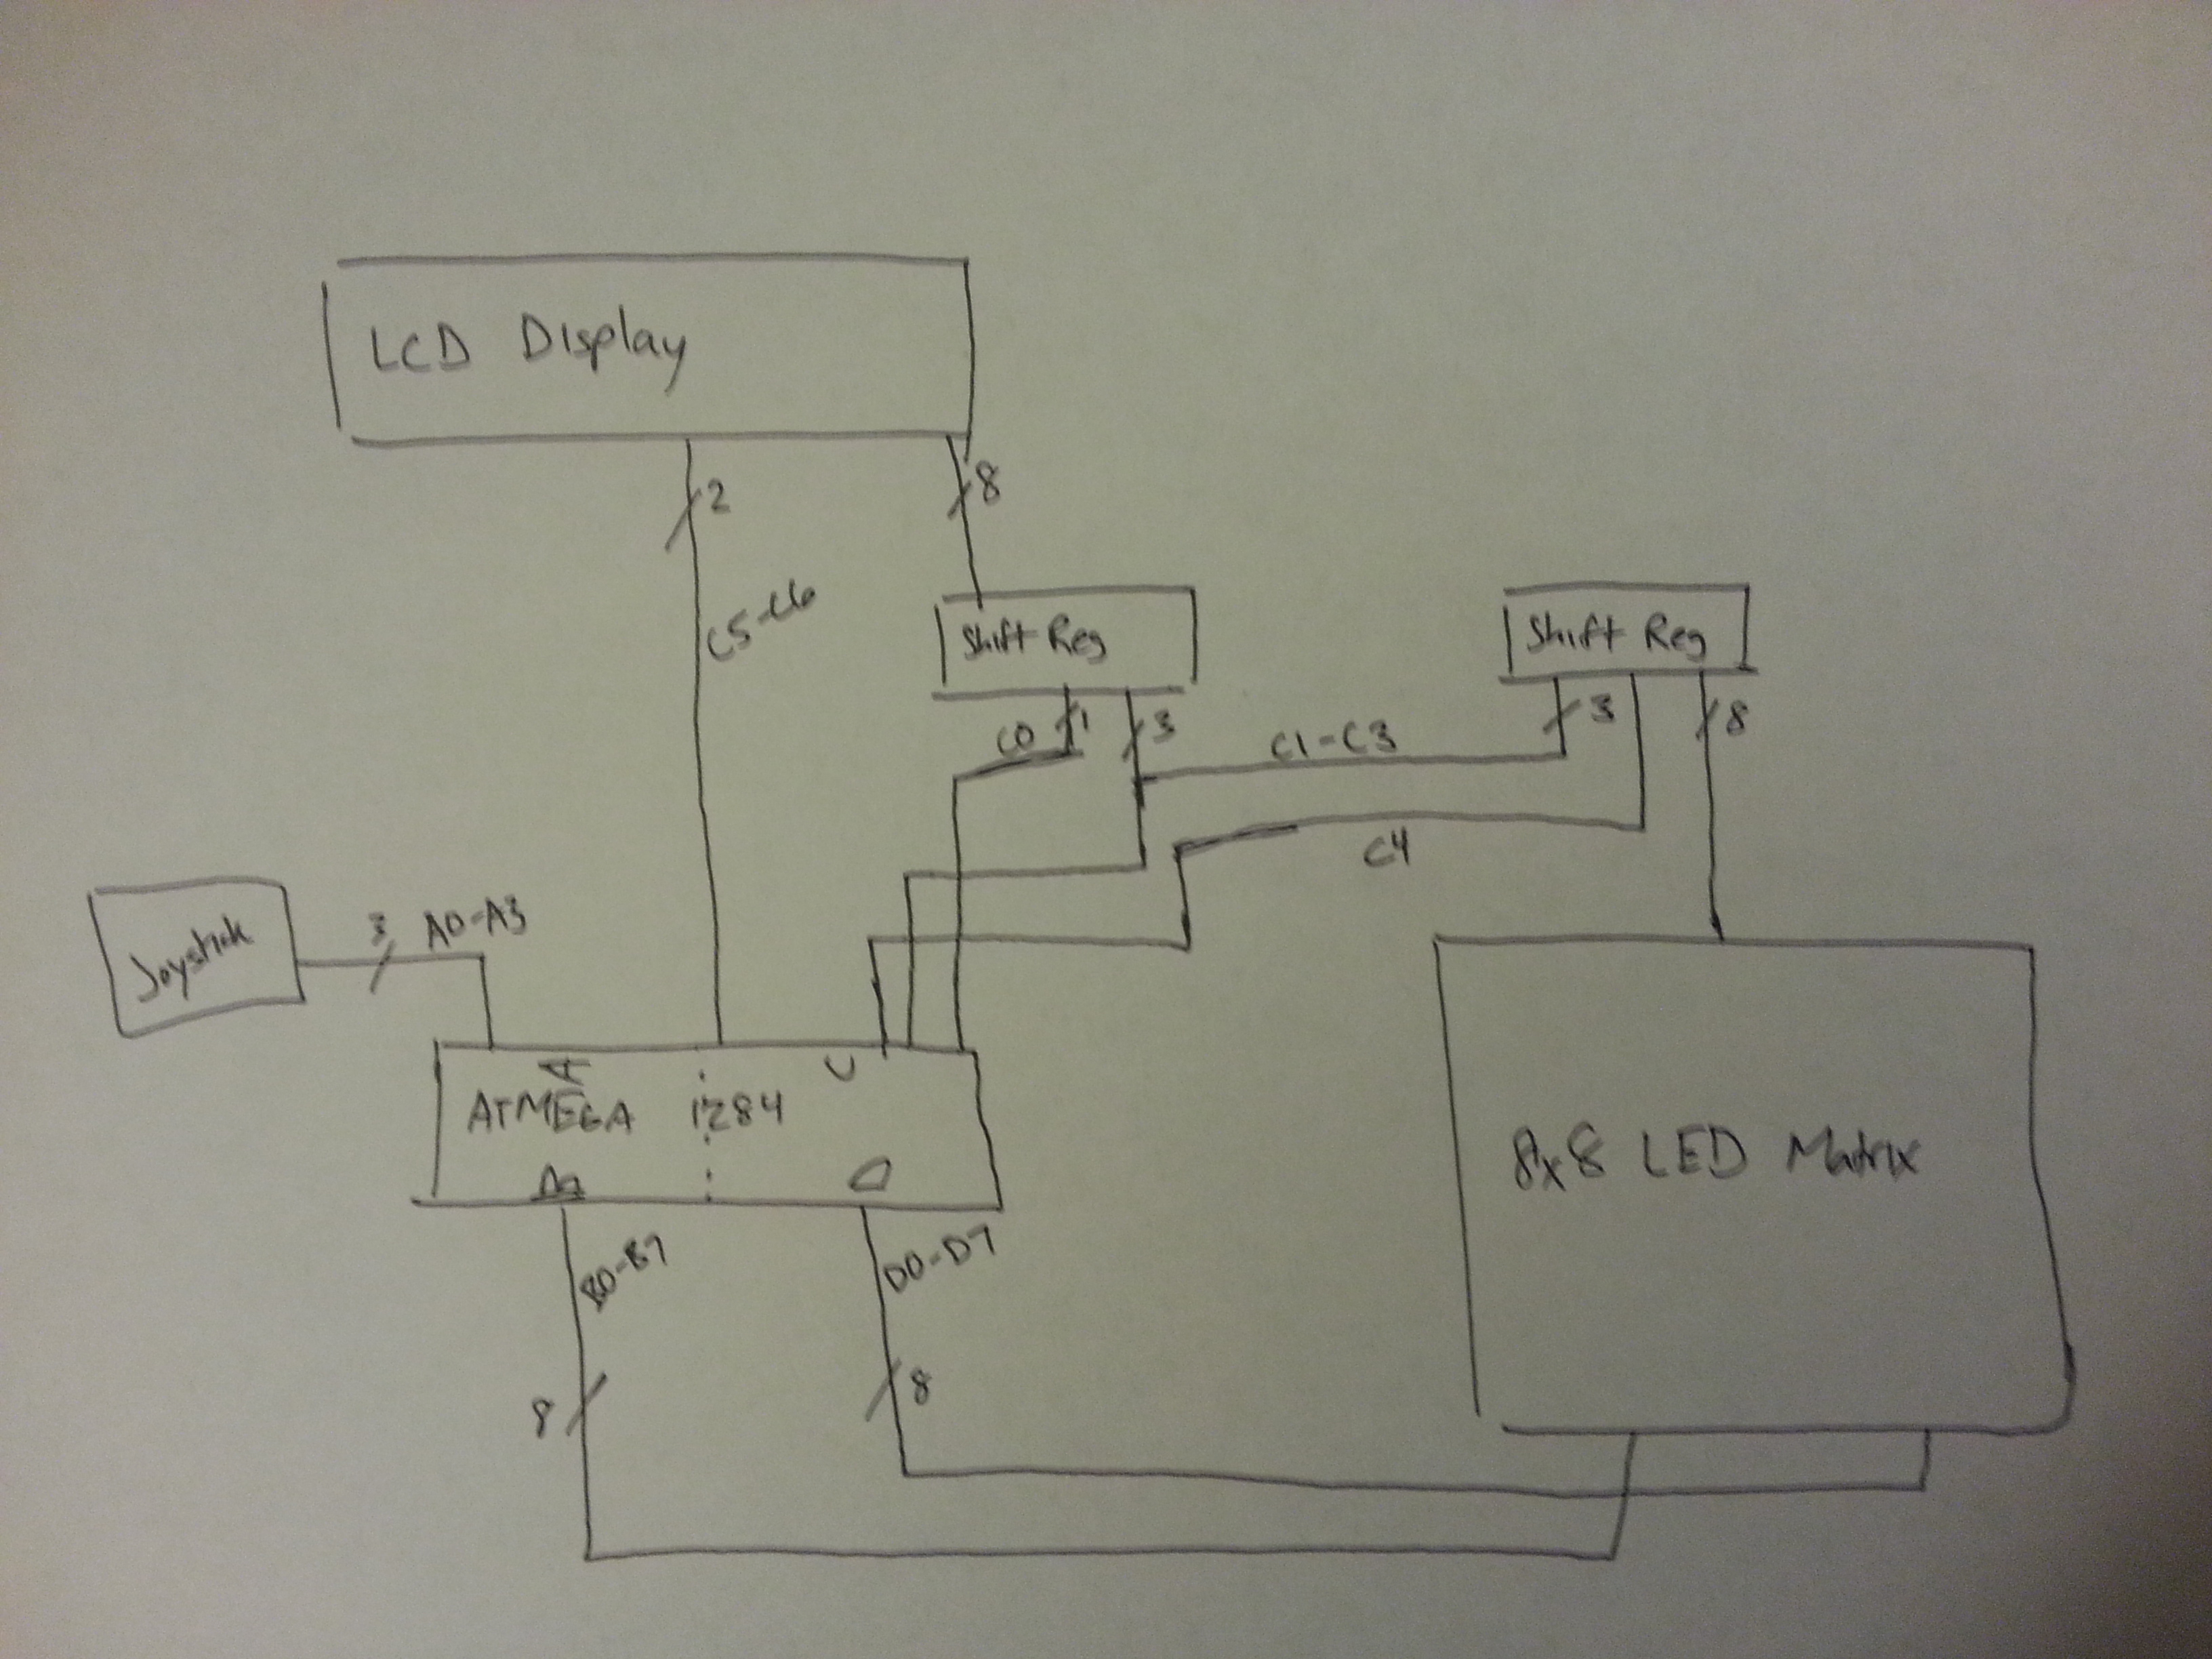 LCD Display
2
8
C5-C6
Shift Reg
Shift Reg
C0
1
3
C1-C3
3
8
C4
Joystick
3
A0-A3
A
C
ATMEGA 1284
D
B0-B7
D0-D7
8
8
8x8 LED Matrix